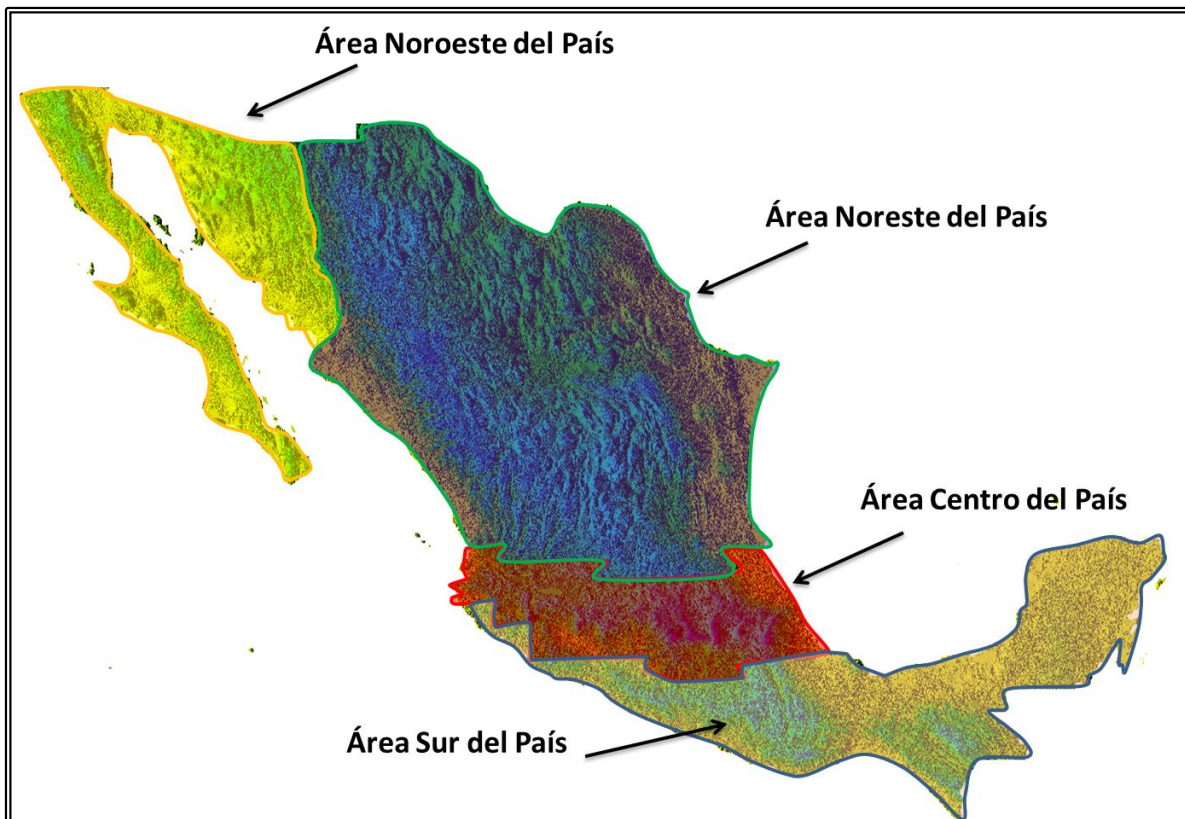 Área Noroeste del País
Área Noreste del País
Área Centro del País
Área Sur del País